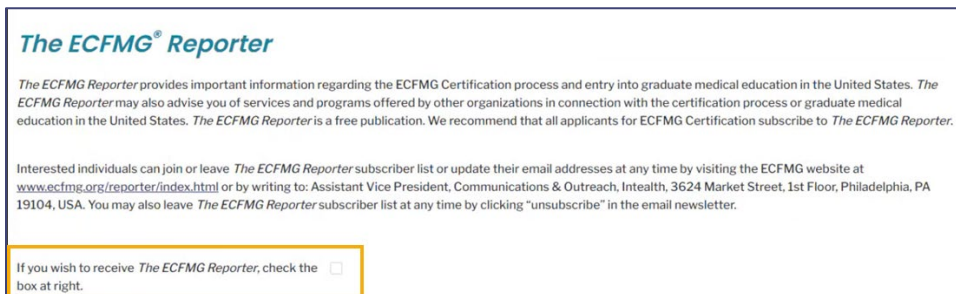 The ECFMG® Reporter
The ECFMG Reporter provides important information regarding the ECFMG Certification process and entry into graduate medical education in the United States. The
ECFMG Reporter may also advise you of services and programs offered by other organizations in connection with the certification process or graduate medical
education in the United States. The ECFMG Reporter is a free publication. We recommend that all applicants for ECFMG Certification subscribe to The ECFMG Reporter.
Interested individuals can join or leave The ECFMG Reporter subscriber list or update their email addresses at any time by visiting the ECFMG website at
www.ecfmg.org/reporter/index.html or by writing to: Assistant Vice President, Communications & Outreach, Intealth, 3624 Market Street, 1st Floor, Philadelphia, PA
19104, USA. You may also leave The ECFMG Reporter subscriber list at any time by clicking “unsubscribe” in the email newsletter.
If you wish to receive The ECFMG Reporter, check the
box at right.